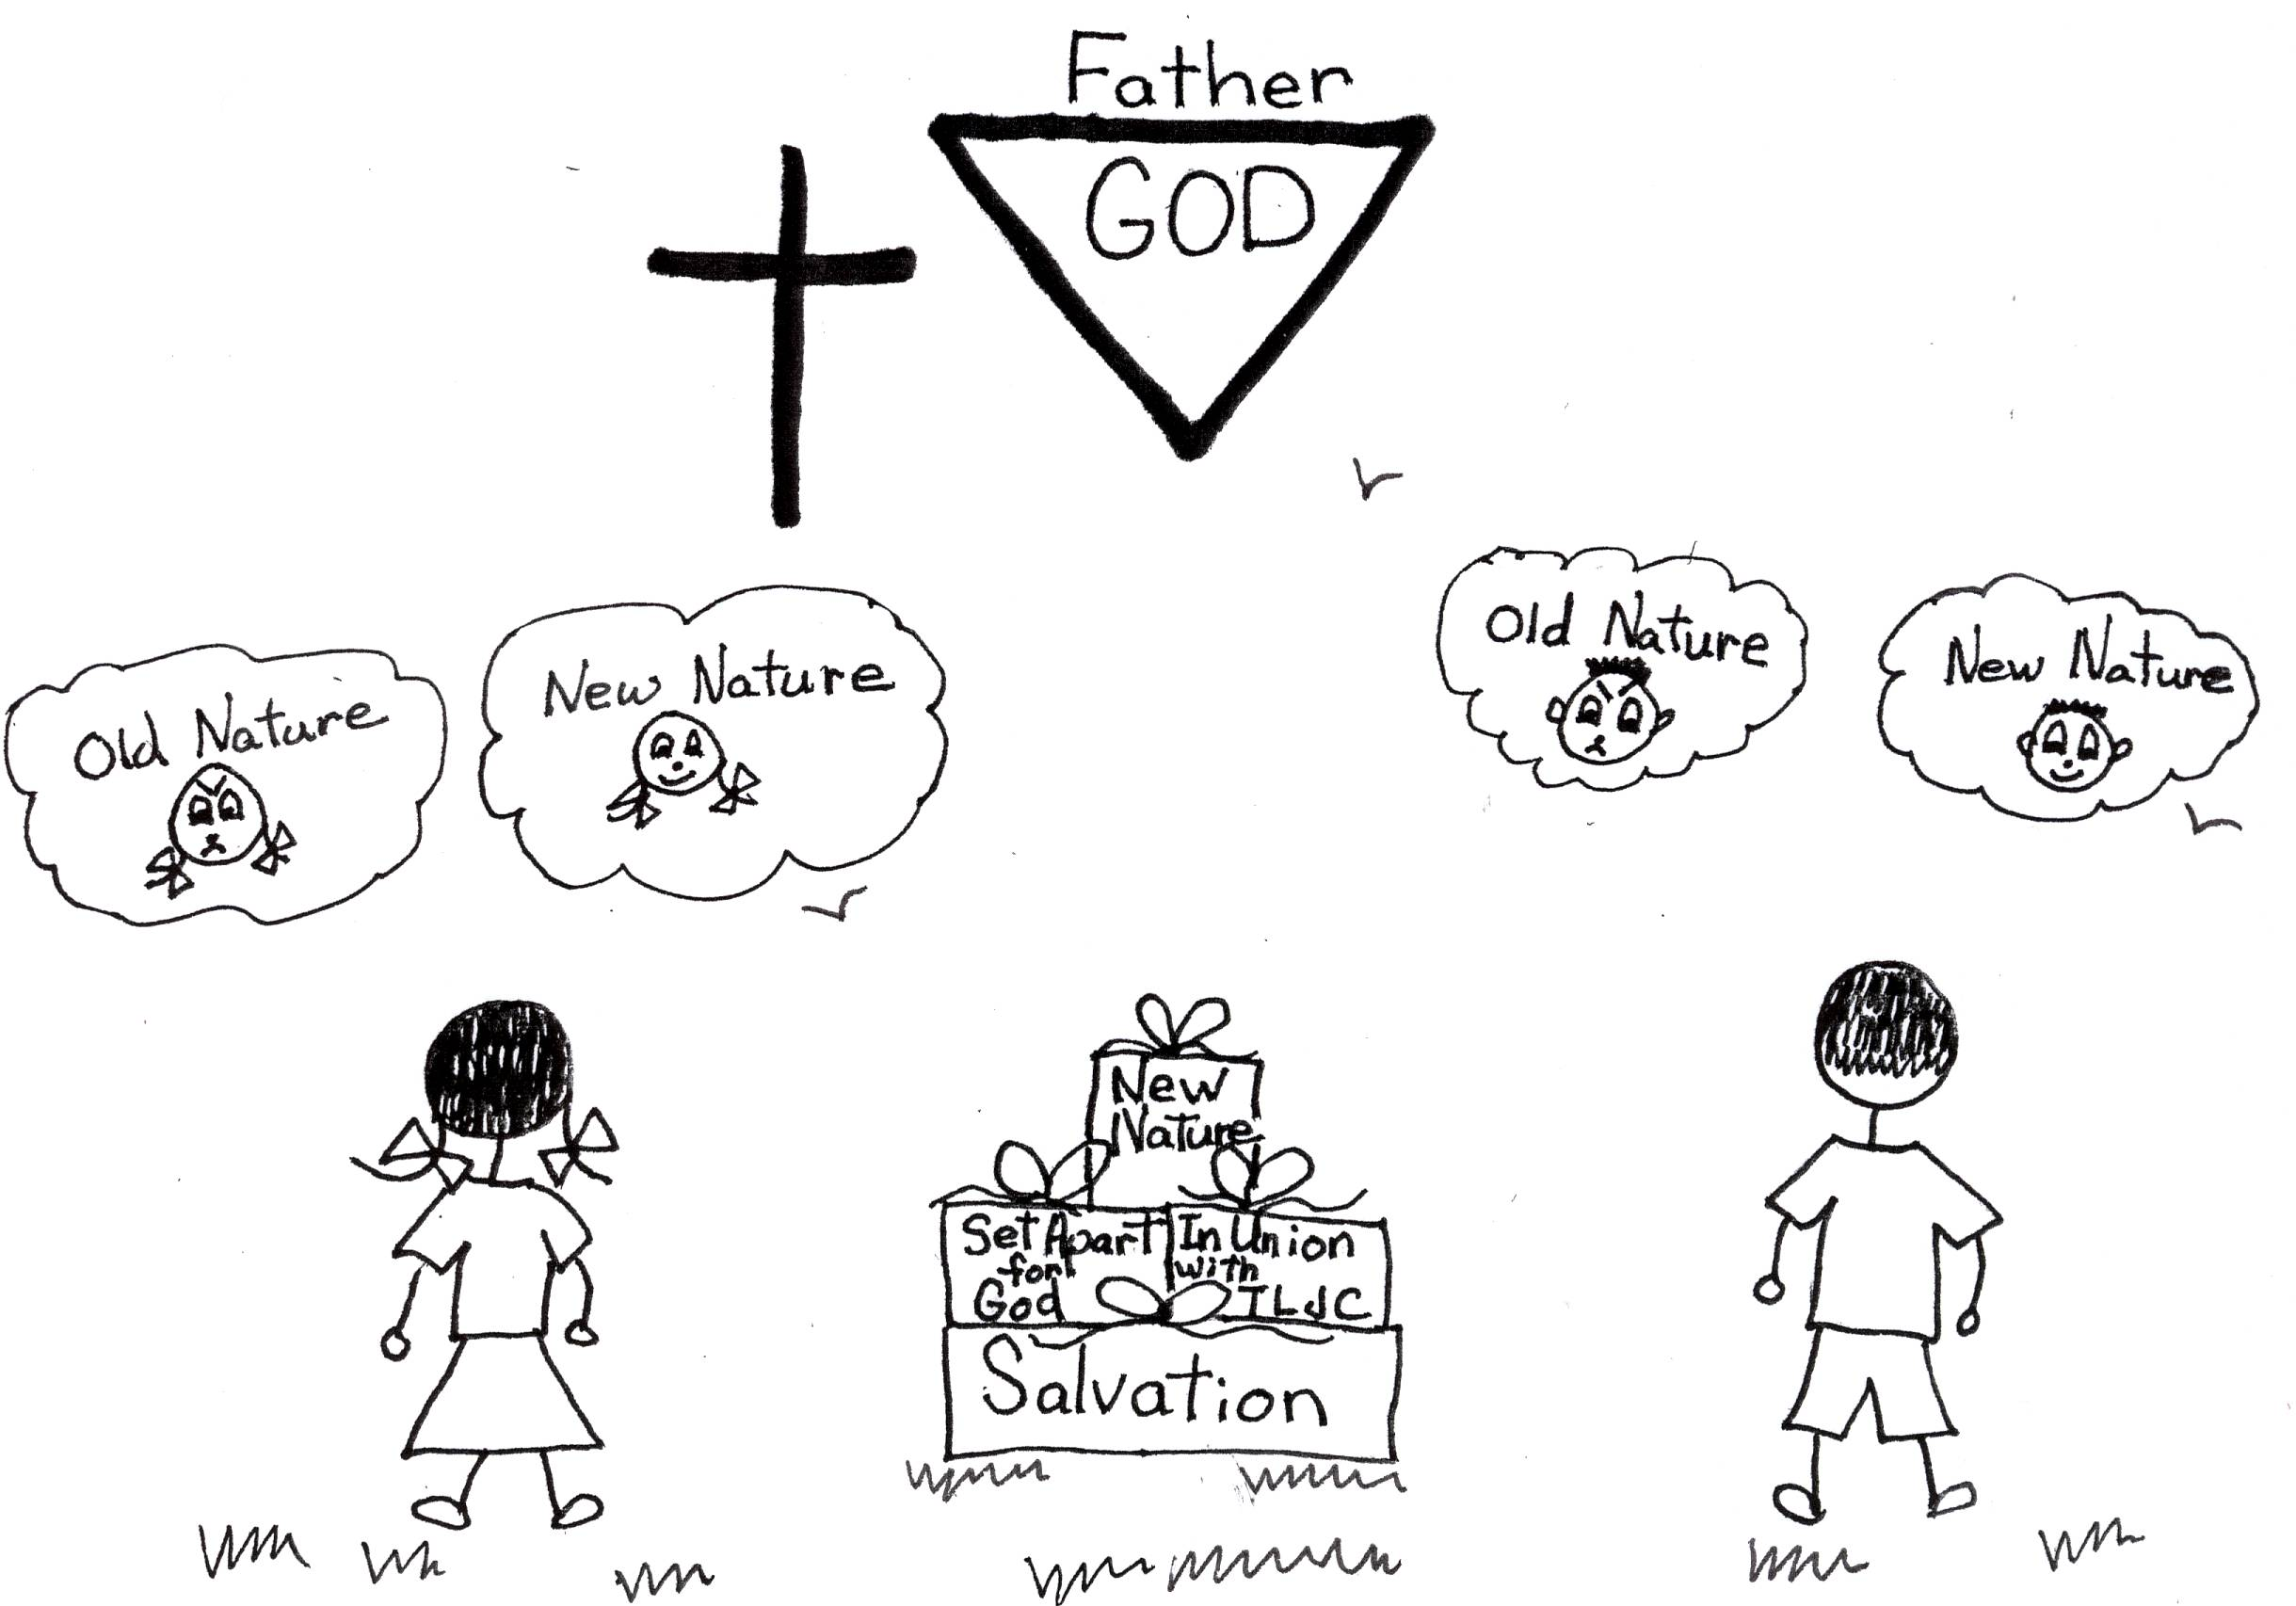 Father
GOD
Old Nature
New Nature
Old Nature
New Nature
New
Nature
Set Apart
for
God
In Union
with
ILJC
Salvation